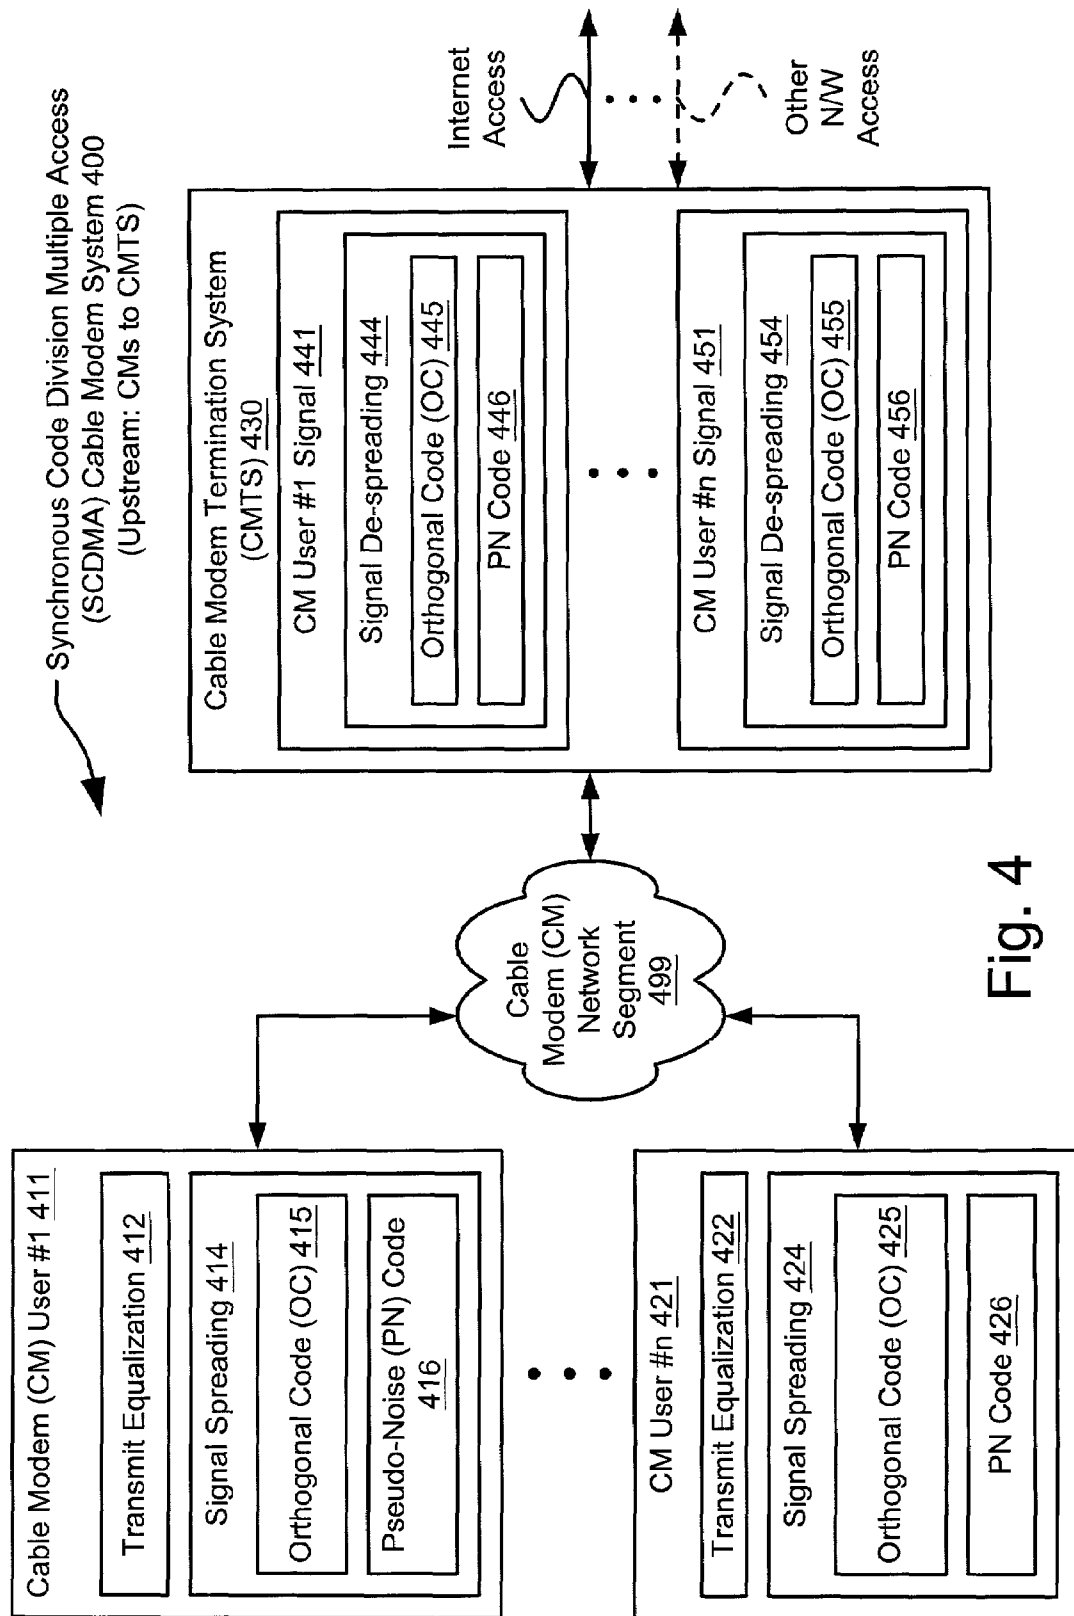 Synchronous Code Division Multiple Access
(SCDMA) Cable Modem System 400
(Upstream: CMs to CMTS)
Cable Modem (CM) User #1 411
Transmit Equalization 412
Signal Spreading 414
Orthogonal Code (OC) 415
Pseudo-Noise (PN) Code
416
CM User #n 421
Transmit Equalization 422
Signal Spreading 424
Orthogonal Code (OC) 425
PN Code 426
Cable
Modem (CM)
Network
Segment
499
Cable Modem Termination System
(CMTS) 430
CM User #1 Signal 441
Signal De-spreading 444
Orthogonal Code (OC) 445
PN Code 446
CM User #n Signal 451
Signal De-spreading 454
Orthogonal Code (OC) 455
PN Code 456
Internet
Access
Other
N/W
Access
Fig. 4